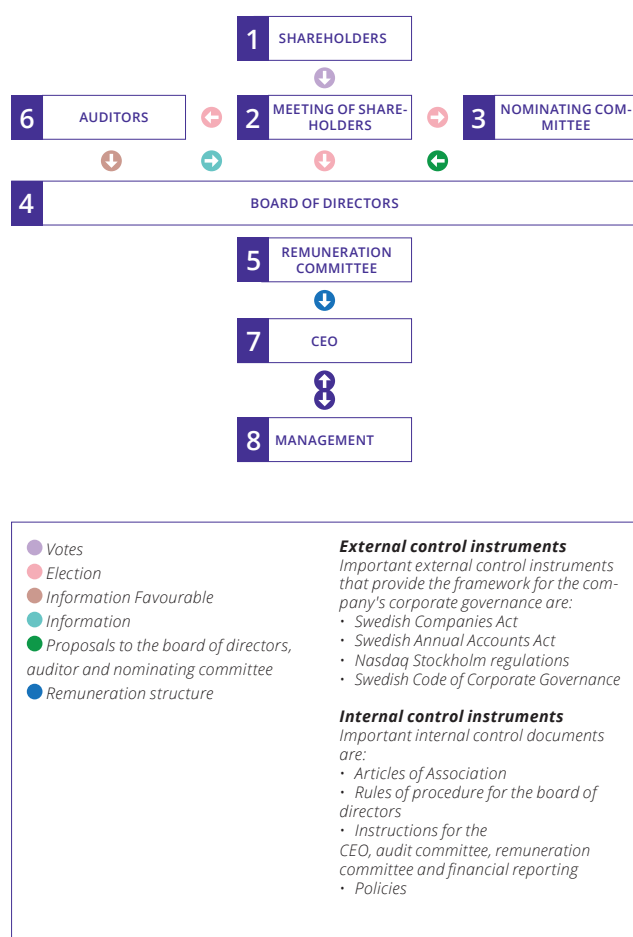 1 SHAREHOLDERS
6 AUDITORS
2 MEETING OF SHARE-
HOLDERS
3 NOMINATING COM-
MITTEE
4 BOARD OF DIRECTORS
5 REMUNERATION
COMMITTEE
7 CEO
8 MANAGEMENT
Votes
Election
Information Favourable
Information
Proposals to the board of directors,
auditor and nominating committee
Remuneration structure
External control instruments
Important external control instruments
that provide the framework for the com-
pany's corporate governance are:
• Swedish Companies Act
• Swedish Annual Accounts Act
• Nasdaq Stockholm regulations
• Swedish Code of Corporate Governance
Internal control instruments
Important internal control documents
are:
• Articles of Association
• Rules of procedure for the board of
directors
• Instructions for the
CEO, audit committee, remuneration
committee and financial reporting
• Policies